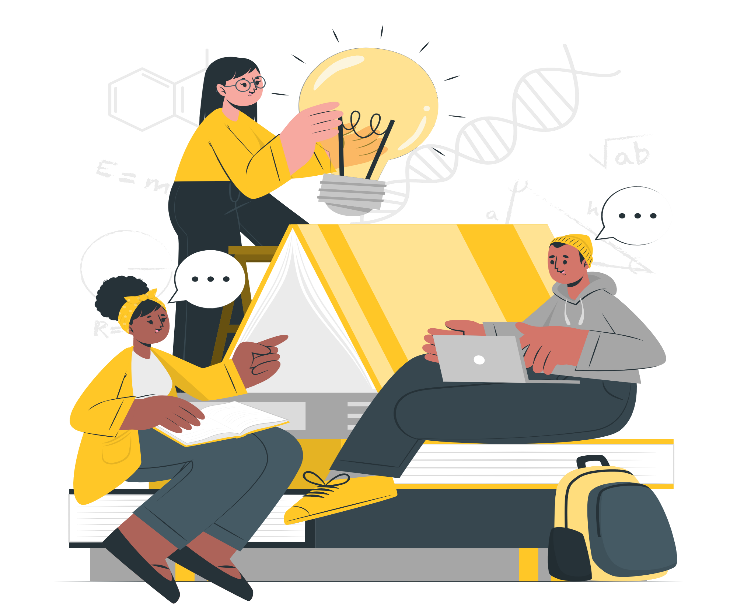 √ab
E = m
a
h
R=